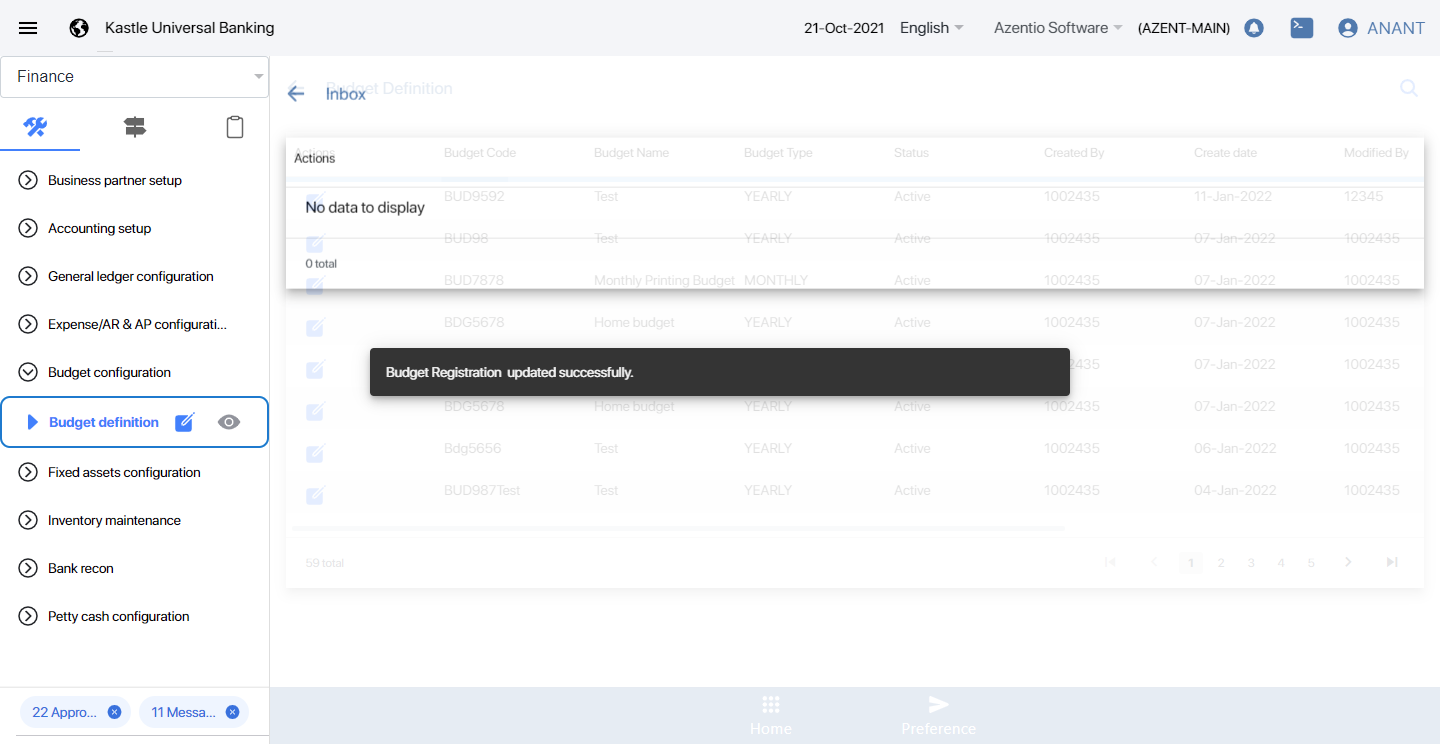 Kastle Universal Banking
21-Oct-2021 English Azentio Software (AZENT-MAIN) ANANT
Finance
Business partner setup
Accounting setup
General ledger configuration
Expense/AR & AP configurati...
Budget configuration
Budget definition
Fixed assets configuration
Inventory maintenance
Bank recon
Petty cash configuration
22 Appro...
11 Messa...
Budget Definition
Inbox
Actions Budget Code Budget Name Budget Type Status Created By Create date Modified By
Actions
BUD9592 Test YEARLY Active 1002435 11-Jan-2022 12345
No data to display
BUD98 Test YEARLY Active 1002435 07-Jan-2022 1002435
0 total
BUD7878 Monthly Printing Budget MONTHLY Active 1002435 07-Jan-2022 1002435
BDG5678 Home budget YEARLY Active 1002435 07-Jan-2022 1002435
2435 07-Jan-2022 1002435
Budget Registration updated successfully.
BDG5678 Home budget YEARLY Active 1002435 07-Jan-2022 1002435
Bdg5656 Test YEARLY Active 1002435 06-Jan-2022 1002435
BUD987Test Test YEARLY Active 1002435 04-Jan-2022 1002435
59 total
1 2 3 4 5
Home
Preference